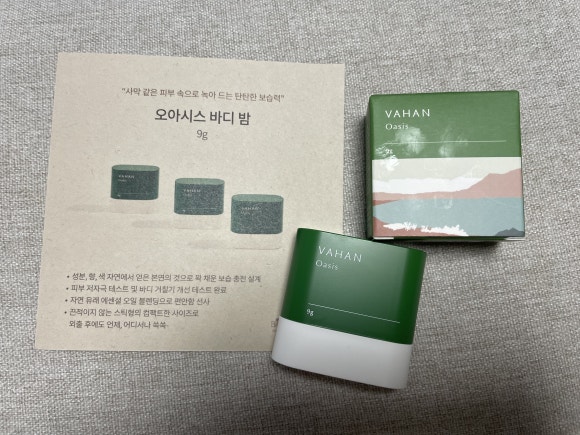 "사막 같은 피부 속으로 녹아 드는 탄탄한 보습력"
오아시스 바디 밤
9g
VAHAN
VAHAN
VAHAN
• 성분, 향, 색 자연에서 얻은 본연의 것으로 꽉 채운 보습 충전 설계
• 피부 저자극 테스트 및 바디 거칠기 개선 테스트 완료
• 자연 유래 에센셜 오일 블렌딩으로 편안함 선사
• 끈적이지 않는 스틱형의 컴팩트한 사이즈로
외출 후에도 언제, 어디서나 쓱쓱
VAHAN
Oasis
9g
VAHAN
Oasis
9g